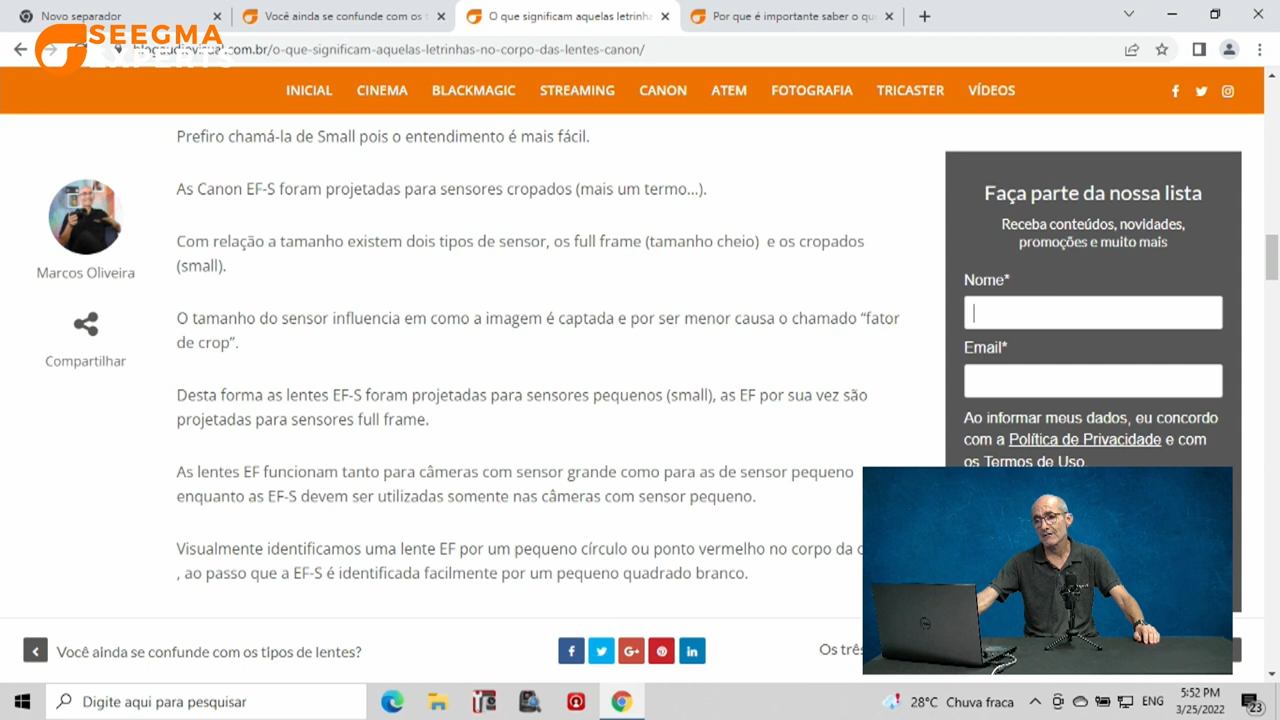 Novo separador
Você ainda se confunde com os t
O que significam aquelas letrinha
Por que é importante saber o que
SEEGMA
EXPERTS
blogaudiovisual.com.br/o-que-significam-aquelas-letrinhas-no-corpo-das-lentes-canon/
INICIAL CINEMA BLACKMAGIC STREAMING CANON ATEM FOTOGRAFIA TRICASTER VÍDEOS
Prefiro chamá-la de Small pois o entendimento é mais fácil.
As Canon EF-S foram projetadas para sensores cropados (mais um termo...).
Com relação a tamanho existem dois tipos de sensor, os full frame (tamanho cheio) e os cropados
(small).
O tamanho do sensor influencia em como a imagem é captada e por ser menor causa o chamado “fator
de crop”.
Desta forma as lentes EF-S foram projetadas para sensores pequenos (small), as EF por sua vez são
projetadas para sensores full frame.
As lentes EF funcionam tanto para câmeras com sensor grande como para as de sensor pequeno
enquanto as EF-S devem ser utilizadas somente nas câmeras com sensor pequeno.
Visualmente identificamos uma lente EF por um pequeno círculo ou ponto vermelho no corpo da
, ao passo que a EF-S é identificada facilmente por um pequeno quadrado branco.
Marcos Oliveira
Compartilhar
Faça parte da nossa lista
Receba conteúdos, novidades,
promoções e muito mais
Nome*
Email*
Ao informar meus dados, eu concordo
com a Política de Privacidade e com
os Termos de Uso.
Você ainda se confunde com os tipos de lentes?
G+
in
Os três
Digite aqui para pesquisar
28°C Chuva fraca
ENG
5:52 PM
3/25/2022
23